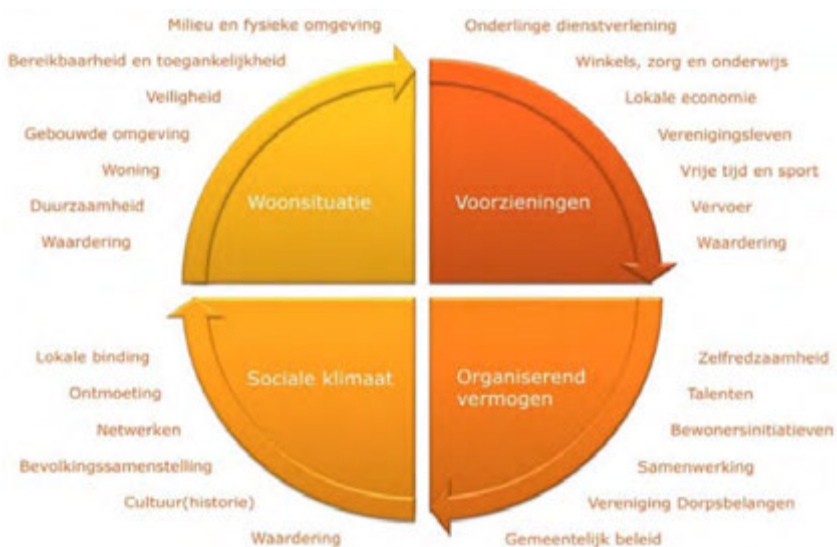 Milieu en fysieke omgeving
Bereikbaarheid en toegankelijkheid
Veiligheid
Gebouwde omgeving
Woning
Duurzaamheid
Waardering
Woonsituatie
Onderlinge dienstverlening
Winkels, zorg en onderwijs
Lokale economie
Verenigingsleven
Vrije tijd en sport
Vervoer
Waardering
Voorzieningen
Lokale binding
Ontmoeting
Netwerken
Bevolkingssamenstelling
Cultuur(historie)
Waardering
Sociale klimaat
Organiserend
vermogen
Zelfredzaamheid
Talenten
Bewonersinitiatieven
Samenwerking
Vereniging Dorpsbelangen
Gemeentelijk beleid